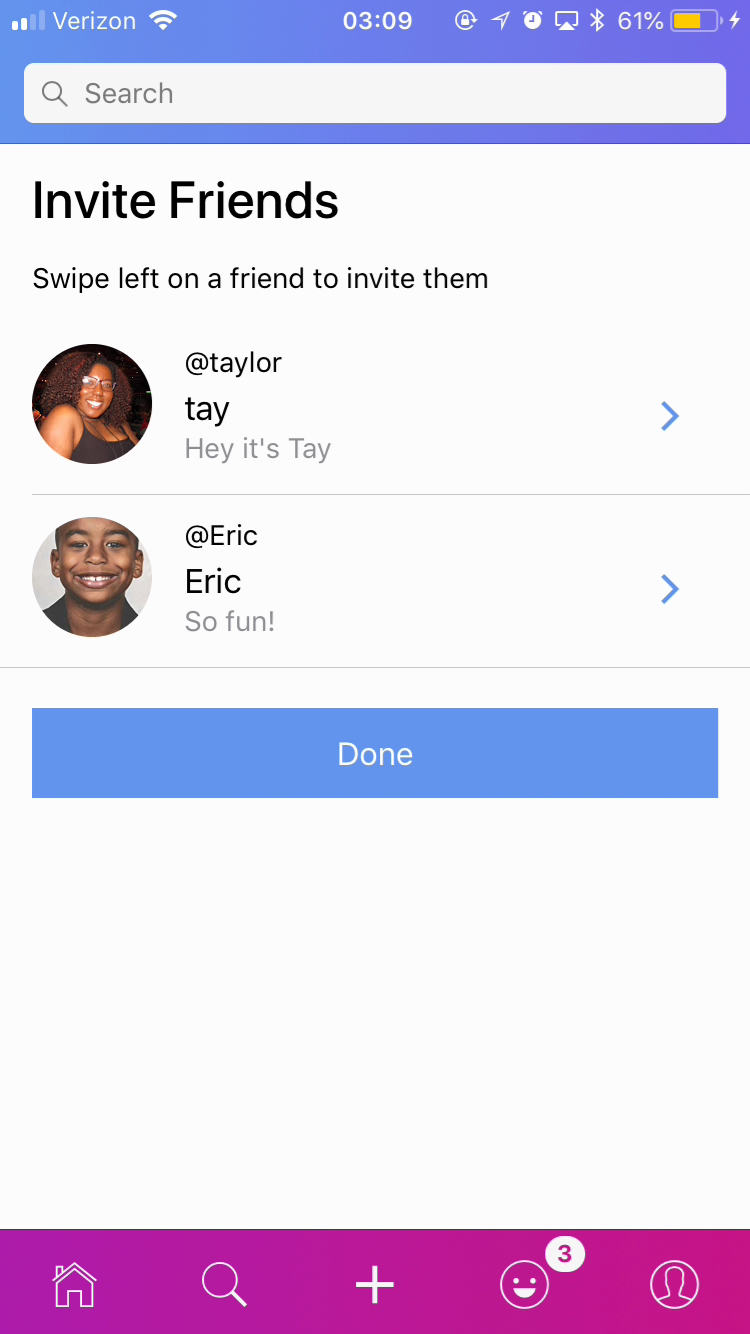 Verizon 03:09 61%
Search
Invite Friends
Swipe left on a friend to invite them
@taylor
tay
Hey it's Tay
@Eric
Eric
So fun!
Done
3